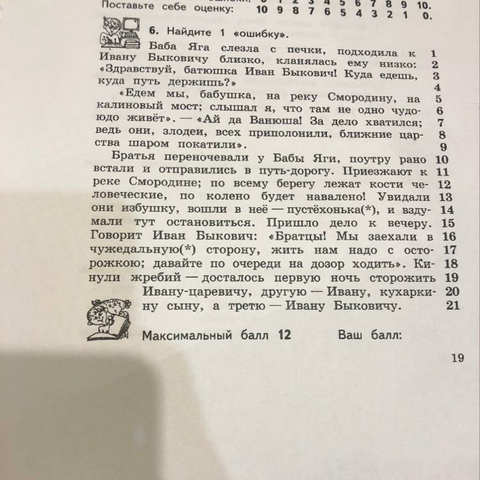 Поставьте себе оценку: 10 9 8 7 6 5 4 3 2 1 0.
6. Найдите 1 «ошибку».
Баба Яга слезла с печки, подходила к 1
Ивану Быковичу близко, кланялась ему низко: 2
«Здравствуй, батюшка Иван Быкович! Куда едешь, 3
куда путь держишь?» 4
«Едем мы, бабушка, на реку Смородину, на 5
калиновый мост; слышал я, что там не одно чудо- 6
юдо живёт». — «Ай да Ванюша! За дело хватился; 7
ведь они, злодеи, всех приполонили, ближние цар- 8
ства шаром покатили». 9
Братья переночевали у Бабы Яги, поутру рано 10
встали и отправились в путь-дорогу. Приезжают к 11
реке Смородине; по всему берегу лежат кости че- 12
ловеческие, по колено будет навалено! Увидали 13
они избушку, вошли в неё — пустёхонька(*), и взду- 14
мали тут остановиться. Пришло дело к вечеру. 15
Говорит Иван Быкович: «Братцы! Мы заехали в 16
чужедальную(*) сторону, жить нам надо с осто- 17
рожкою; давайте по очереди на дозор ходить». Ки- 18
нули жребий — досталось первую ночь сторожить 19
Ивану-царевичу, другую — Ивану, кухарки- 20
ну сыну, а третю — Ивану Быковичу. 21
Максимальный балл 12 Ваш балл:
19